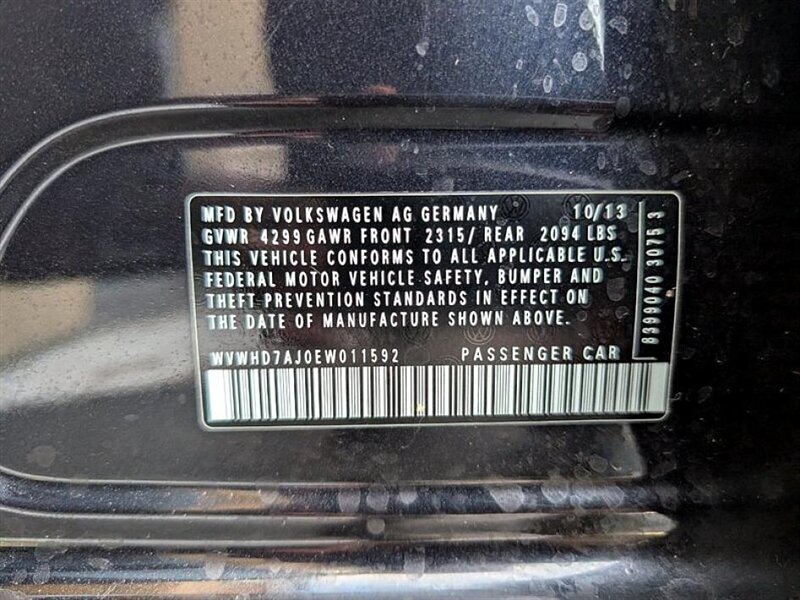 MFD BY VOLKSWAGEN AG GERMANY 10/13
GVWR 4299 GAWR FRONT 2315/ REAR 2094 LBS
THIS VEHICLE CONFORMS TO ALL APPLICABLE U.S.
FEDERAL MOTOR VEHICLE SAFETY, BUMPER AND
THEFT PREVENTION STANDARDS IN EFFECT ON
THE DATE OF MANUFACTURE SHOWN ABOVE.
WVWHD7AJ0EW011592 PASSENGER CAR
8399040 3075 3